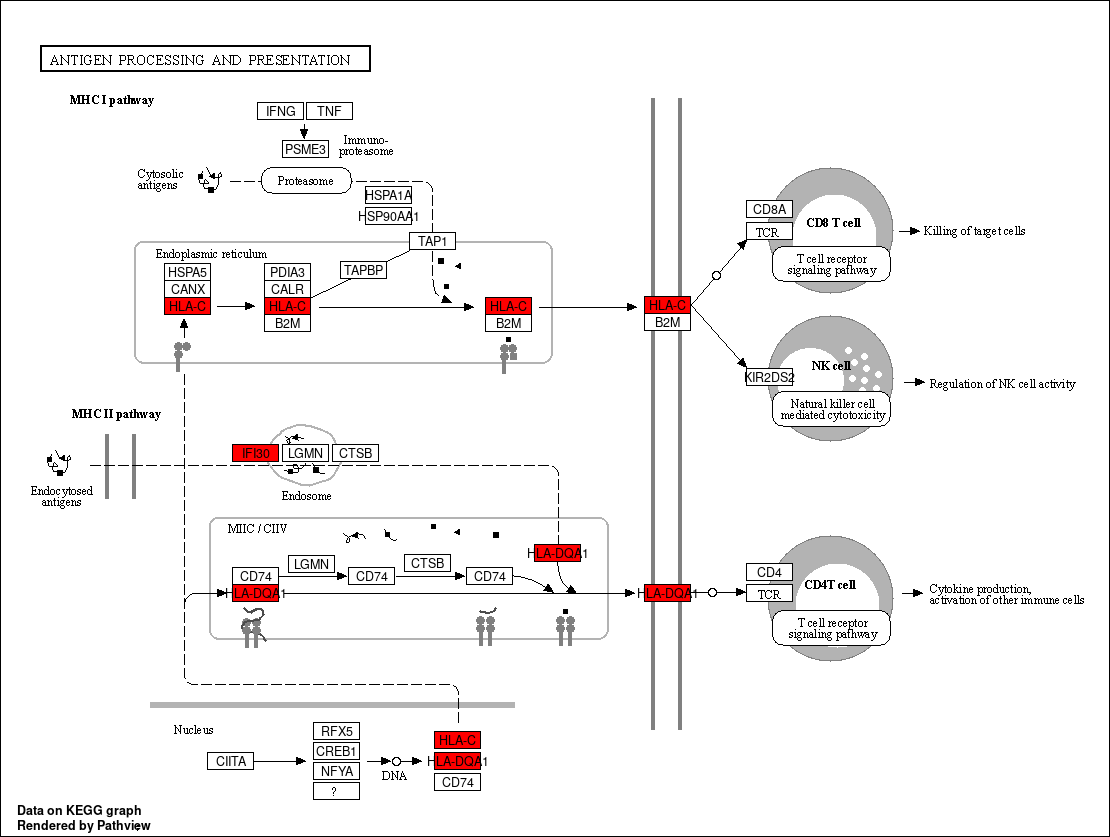 ANTIGEN PROCESSING AND PRESENTATION
MHC I pathway
IFNG
TNF
PSME3
Immuno-
proteasome
Cytosolic
antigens
Proteasome
HSPA1A
HSP90AA1
TAP1
Endoplasmic reticulum
HSPA5
CANX
HLA-C
PDIA3
CALR
HLA-C
B2M
TAPBP
HLA-C
B2M
HLA-C
B2M
CD8A
TCR
CD8 T cell
T cell receptor
signaling pathway
Killing of target cells
KIR2DS2
NK cell
Natural killer cell
mediated cytotoxicity
Regulation of NK cell activity
MHC II pathway
Endocytosed
antigens
IFI30
LGMN
CTSB
Endosome
MIIC / CIIV
HLA-DQA1
LGMN
CTSB
CD74
CD74
CD74
HLA-DQA1
HLA-DQA1
CD4
TCR
CD4T cell
T cell receptor
signaling pathway
Cytokine production,
activation of other immune cells
Nucleus
CIITA
RFX5
CREB1
NFYA
?
DNA
HLA-C
HLA-DQA1
CD74
Data on KEGG graph
Rendered by Pathview